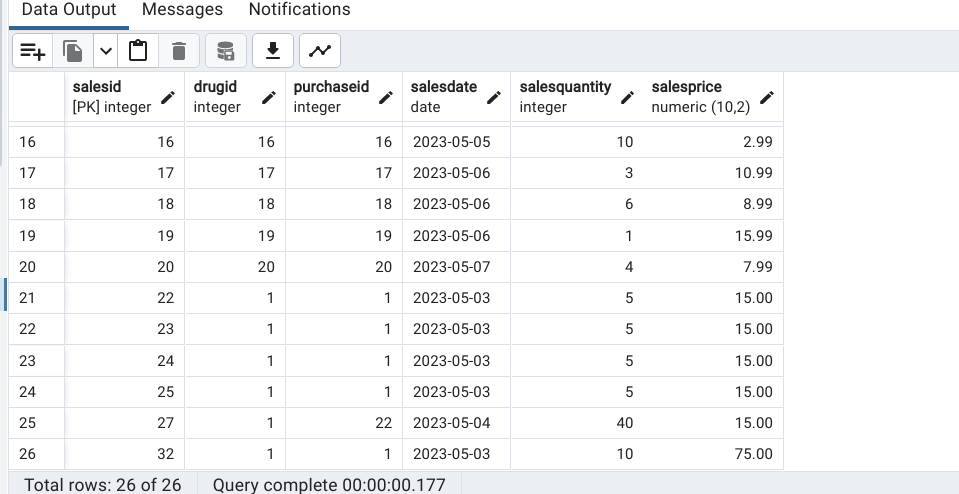 Data Output Messages Notifications
salesid drugid purchaseid salesdate salesquantity salesprice
[PK] integer integer integer date integer numeric (10,2)
16 16 16 16 2023-05-05 10 2.99
17 17 17 17 2023-05-06 3 10.99
18 18 18 18 2023-05-06 6 8.99
19 19 19 19 2023-05-06 1 15.99
20 20 20 20 2023-05-07 4 7.99
21 22 1 1 2023-05-03 5 15.00
22 23 1 1 2023-05-03 5 15.00
23 24 1 1 2023-05-03 5 15.00
24 25 1 1 2023-05-03 5 15.00
25 27 1 22 2023-05-04 40 15.00
26 32 1 1 2023-05-03 10 75.00
Total rows: 26 of 26 Query complete 00:00:00.177